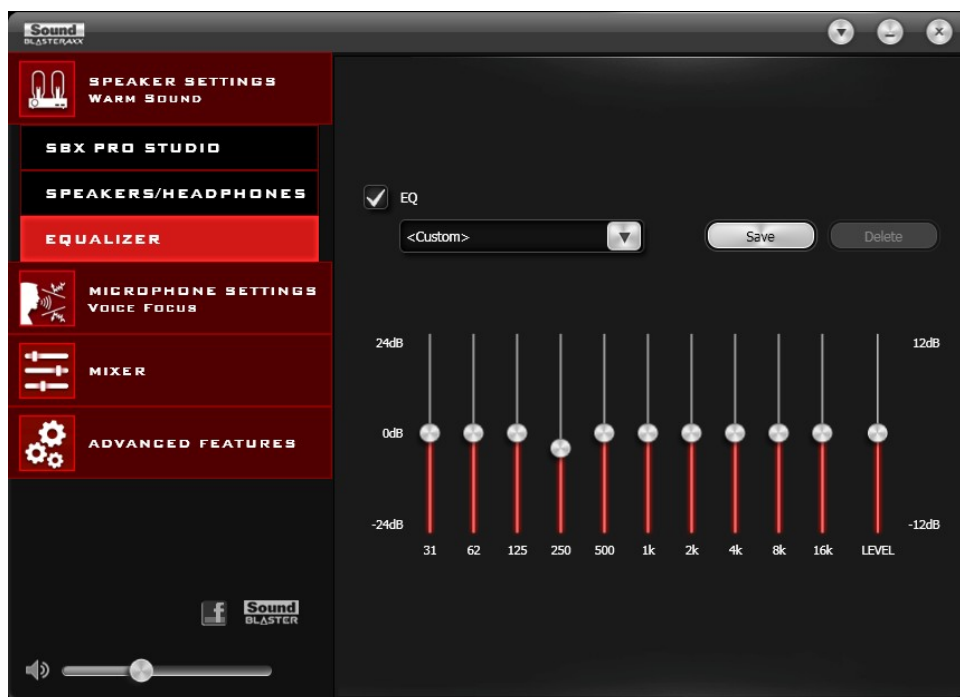 Sound
BLASTERAXX
SPEAKER SETTINGS
WARM SOUND
SBX PRO STUDIO
SPEAKERS/HEADPHONES
EQUALIZER
MICROPHONE SETTINGS
VOICE FOCUS
MIXER
ADVANCED FEATURES
f Sound
BLASTER
EQ
<Custom>
Save Delete
24dB 12dB
0dB
-24dB -12dB
31 62 125 250 500 1k 2k 4k 8k 16k LEVEL